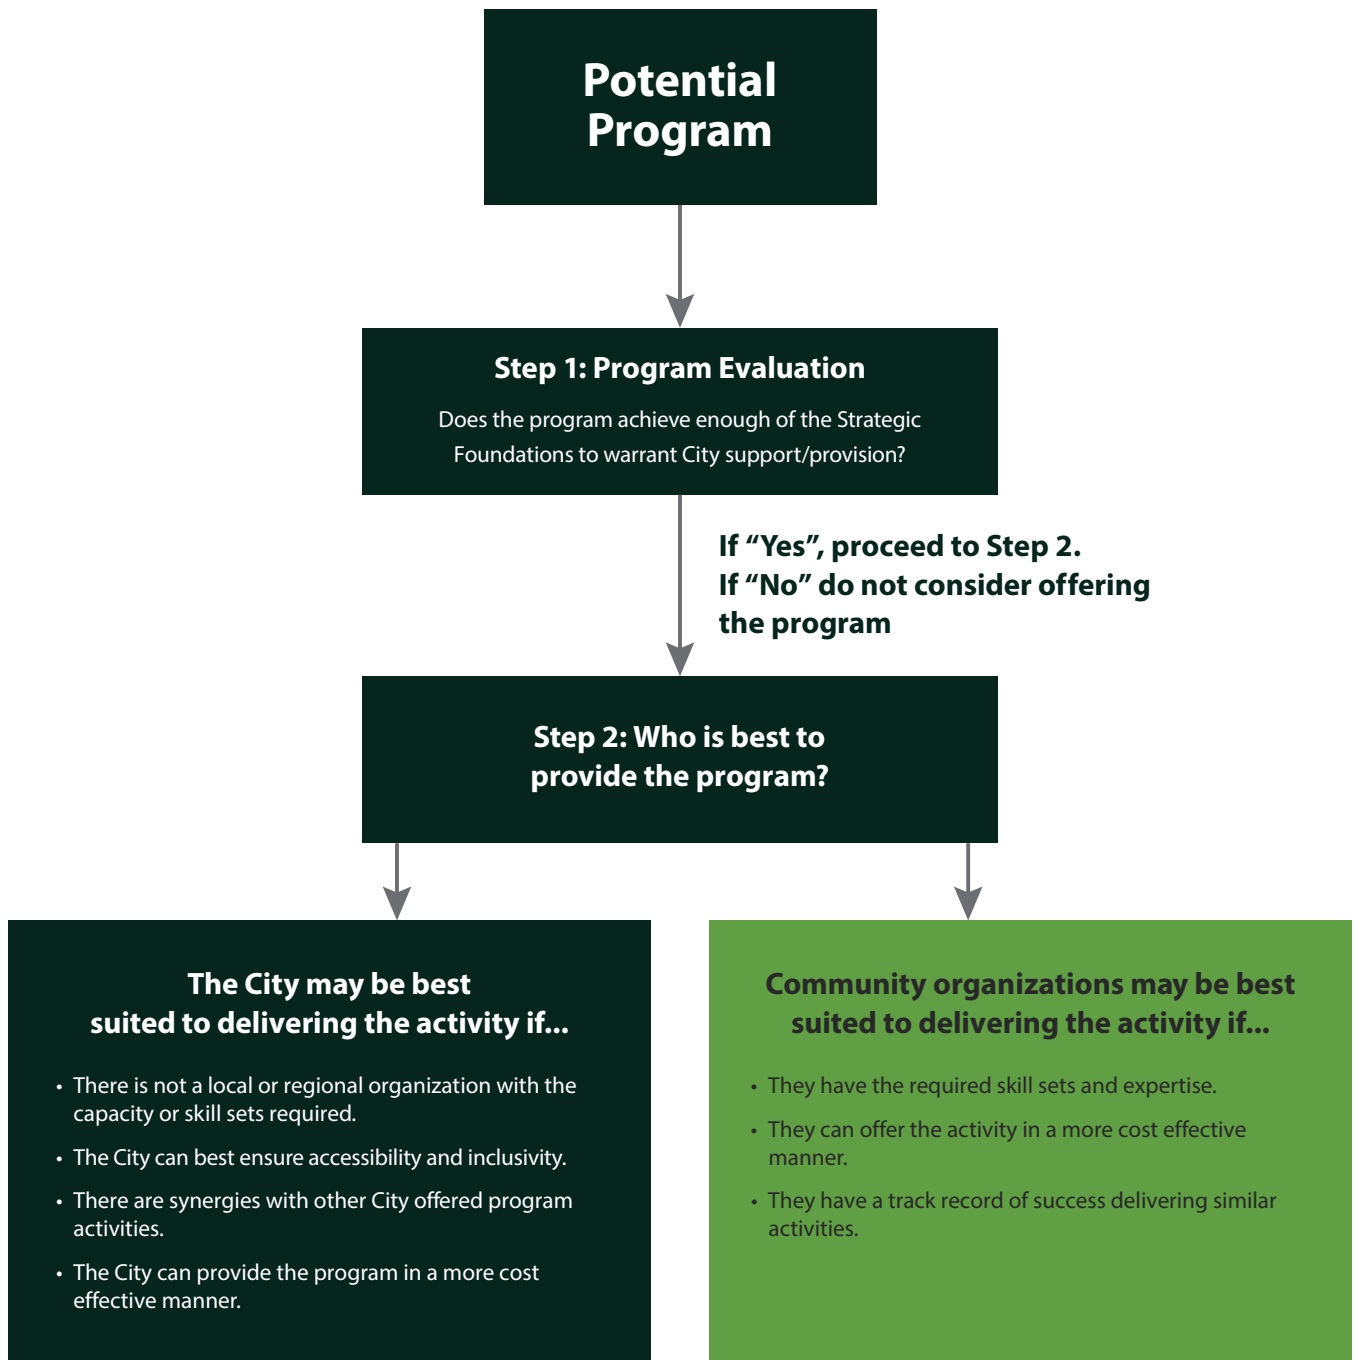 Potential
Program
Step 1: Program Evaluation
Does the program achieve enough of the Strategic
Foundations to warrant City support/provision?
If “Yes”, proceed to Step 2.
If “No” do not consider offering
the program
Step 2: Who is best to
provide the program?
The City may be best
suited to delivering the activity if...
• There is not a local or regional organization with the
capacity or skill sets required.
• The City can best ensure accessibility and inclusivity.
• There are synergies with other City offered program
activities.
• The City can provide the program in a more cost
effective manner.
Community organizations may be best
suited to delivering the activity if...
• They have the required skill sets and expertise.
• They can offer the activity in a more cost effective
manner.
• They have a track record of success delivering similar
activities.